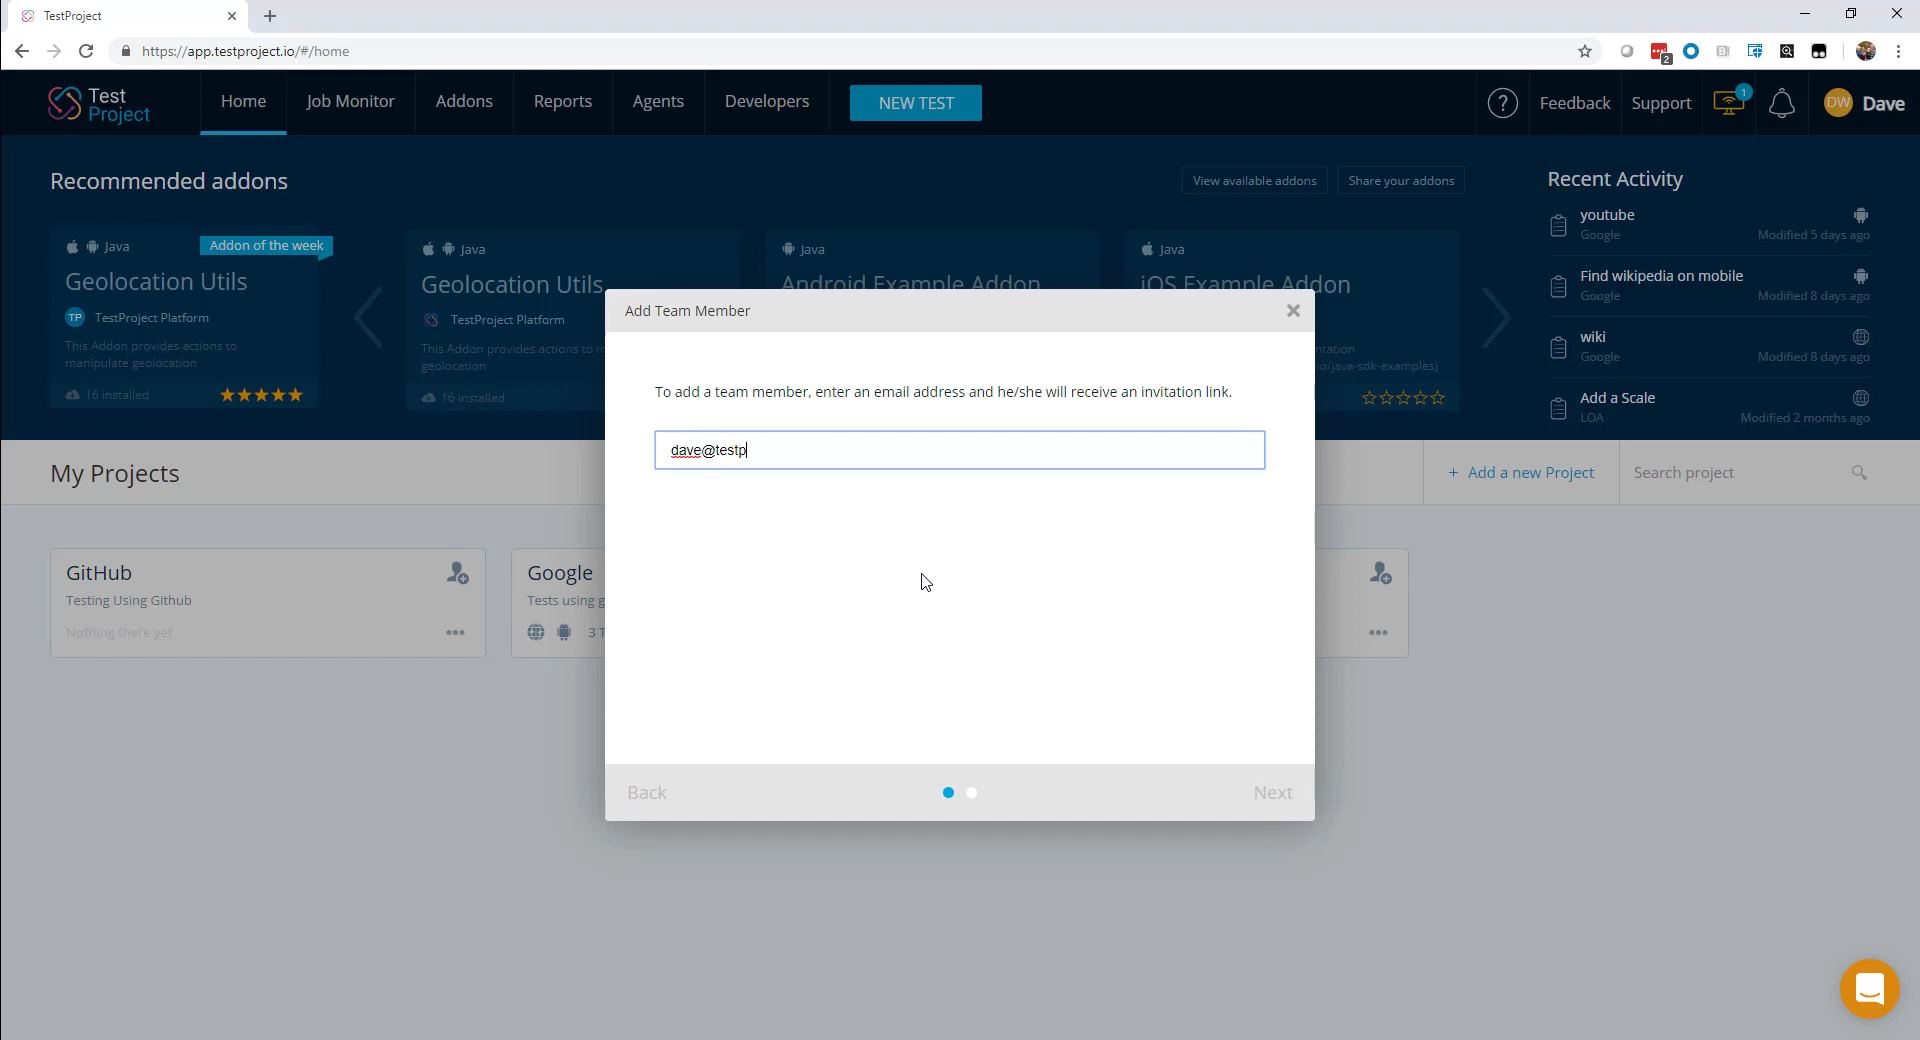 TestProject
https://app.testproject.io/#/home
2
Test
Project
Home
Job Monitor
Addons
Reports
Agents
Developers
NEW TEST
?
Feedback
Support
1
DW
Dave
Recommended addons
View available addons
Share your addons
Java
Addon of the week
Geolocation Utils
TP
TestProject Platform
This Addon provides actions to
manipulate geolocation
16 installed
Java
Geolocation Utils
TestProject Platform
This Addon provides actions to
geolocation
16 installed
Java
Android Example Addon
Java
iOS Example Addon
ntation
io/java-sdk-examples]
Recent Activity
youtube
Google
Modified 5 days ago
Find wikipedia on mobile
Google
Modified 8 days ago
wiki
Google
Modified 8 days ago
Add a Scale
LOA
Modified 2 months ago
Add Team Member
To add a team member, enter an email address and he/she will receive an invitation link.
dave@testp
Back
Next
My Projects
+ Add a new Project
Search project
GitHub
Testing Using Github
Nothing there yet
Google
Tests using g
3 T